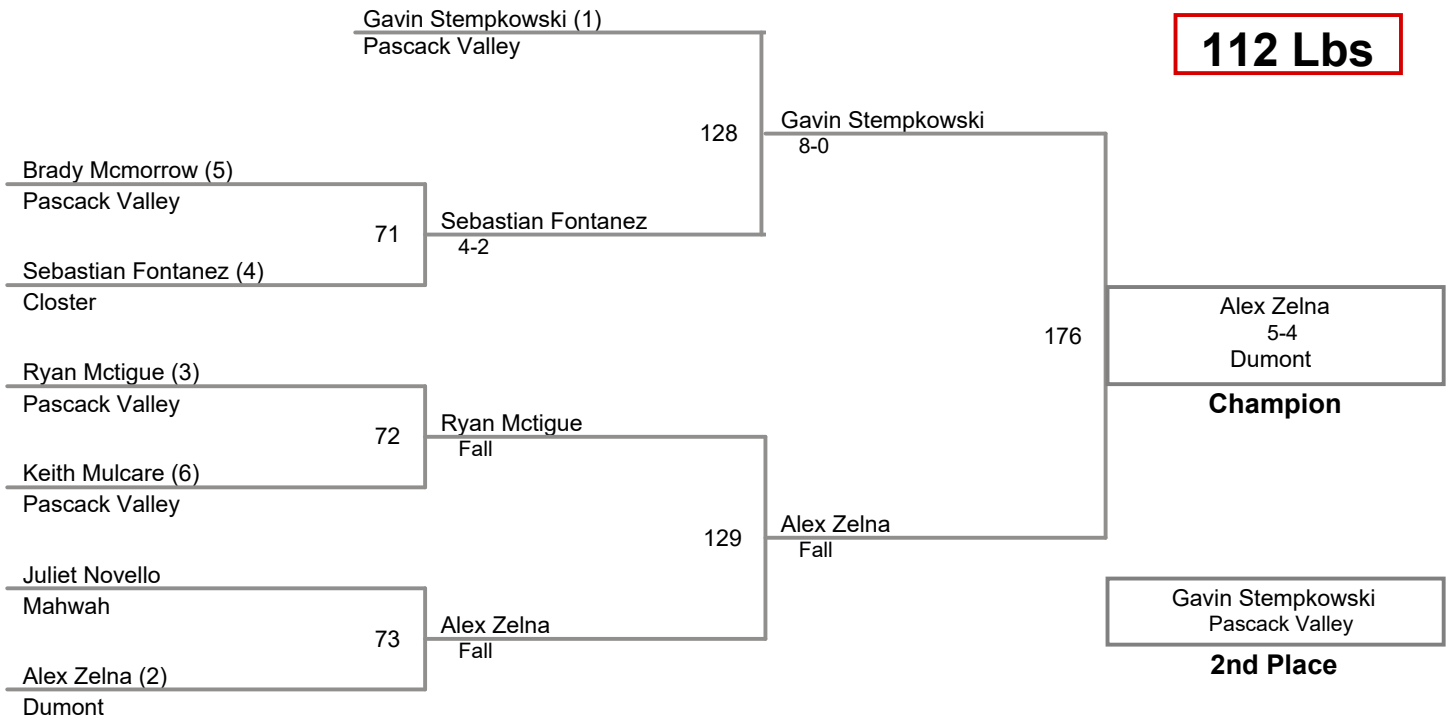 Gavin Stempkowski (1)
Pascack Valley
112 Lbs
128
Gavin Stempkowski
8-0
Brady Mcmorrow (5)
Pascack Valley
71
Sebastian Fontanez
4-2
Sebastian Fontanez (4)
Closter
176
Alex Zelna
5-4
Dumont
Champion
Ryan Mctigue (3)
Pascack Valley
72
Ryan Mctigue
Fall
Keith Mulcare (6)
Pascack Valley
129
Alex Zelna
Fall
Juliet Novello
Mahwah
73
Alex Zelna
Fall
Alex Zelna (2)
Dumont
Gavin Stempkowski
Pascack Valley
2nd Place